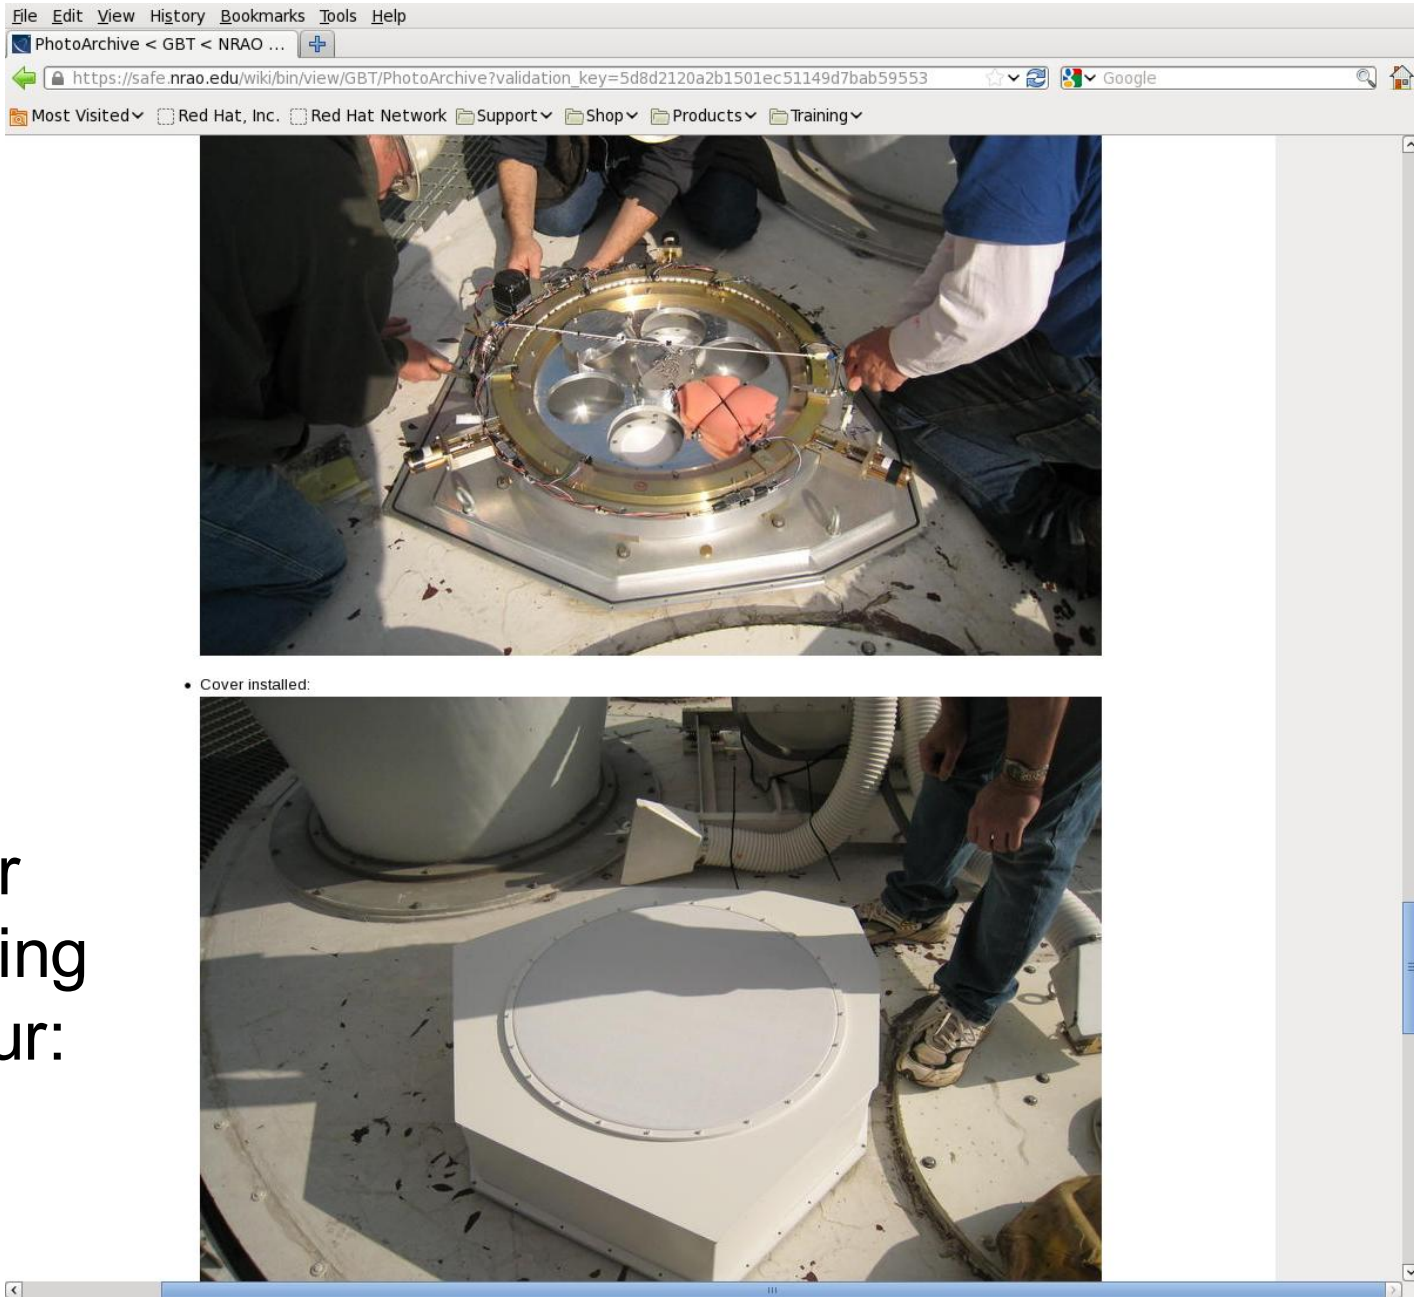 File Edit View History Bookmarks Tools Help
PhotoArchive < GBT < NRAO ...
https://safe.nrao.edu/wiki/bin/view/GBT/PhotoArchive?validation_key=5d8d2120a2b1501ec51149d7bab59553 Google
Most Visited Red Hat, Inc. Red Hat Network Support Shop Products Training
• Cover installed:
r
ing
ur: